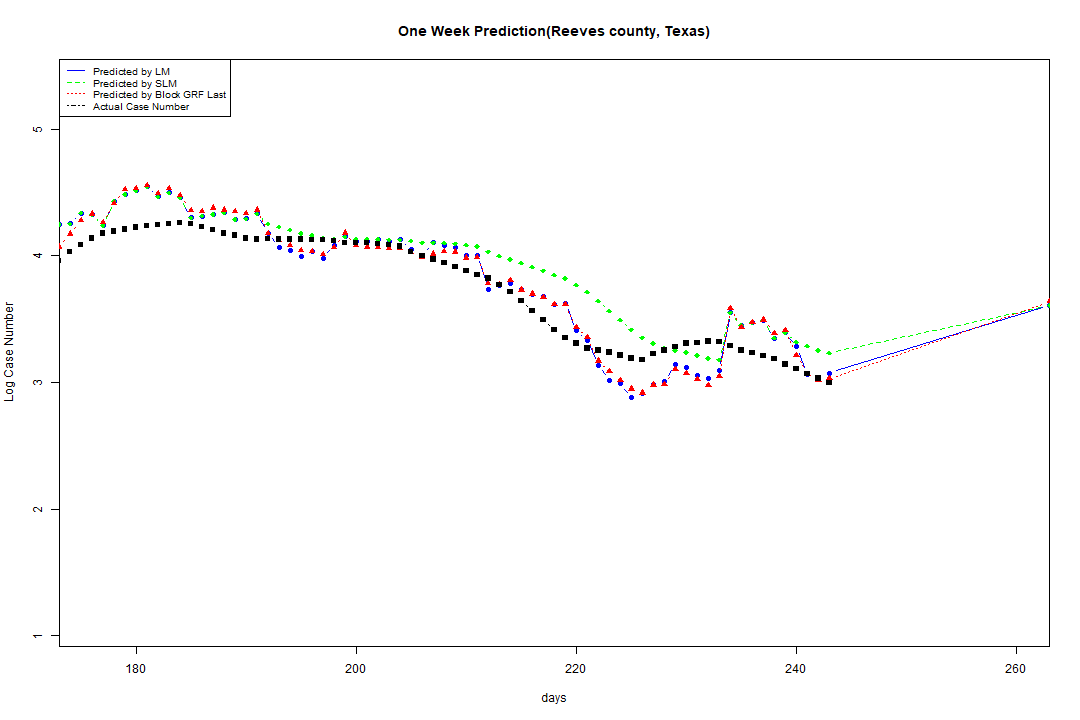 One Week Prediction(Reeves county, Texas)
Predicted by LM
Predicted by SLM
Predicted by Block GRF Last
Actual Case Number
5
4
3
2
1
Log Case Number
180 200 220 240 260
days